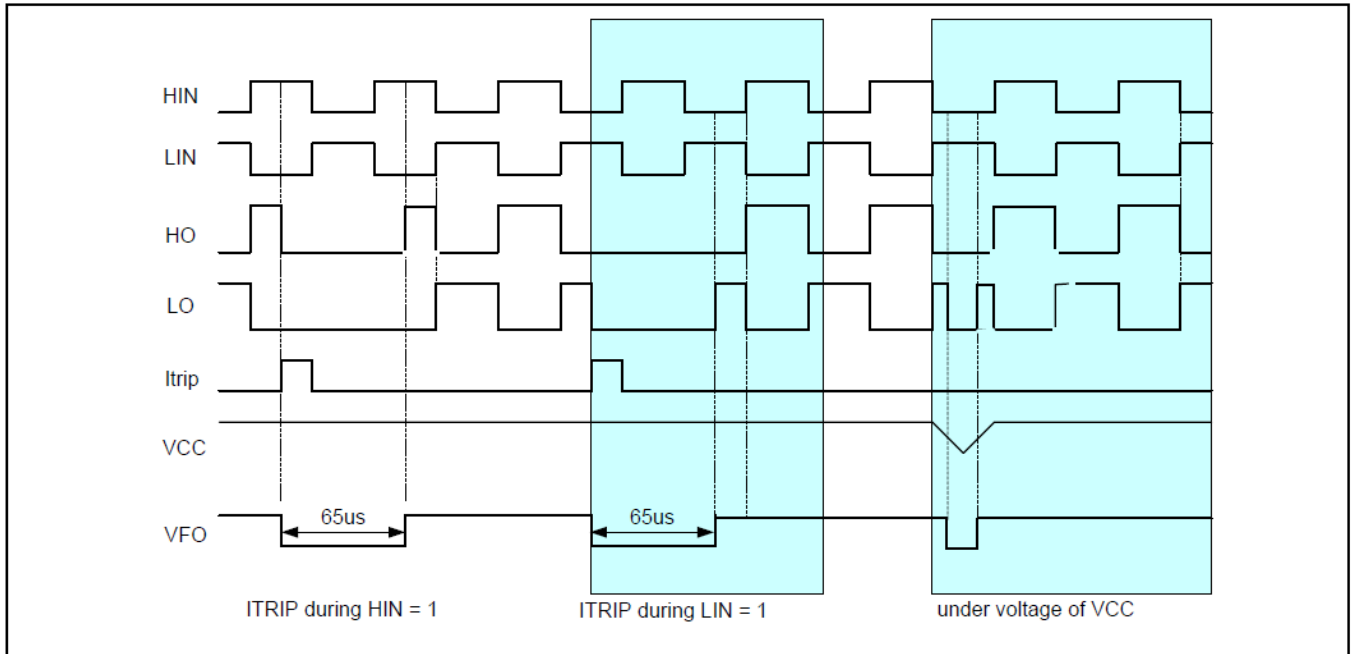 HIN
LIN
HO
LO
Itrip
VCC
VFO
65us
65us
ITRIP during HIN = 1
ITRIP during LIN = 1
under voltage of VCC